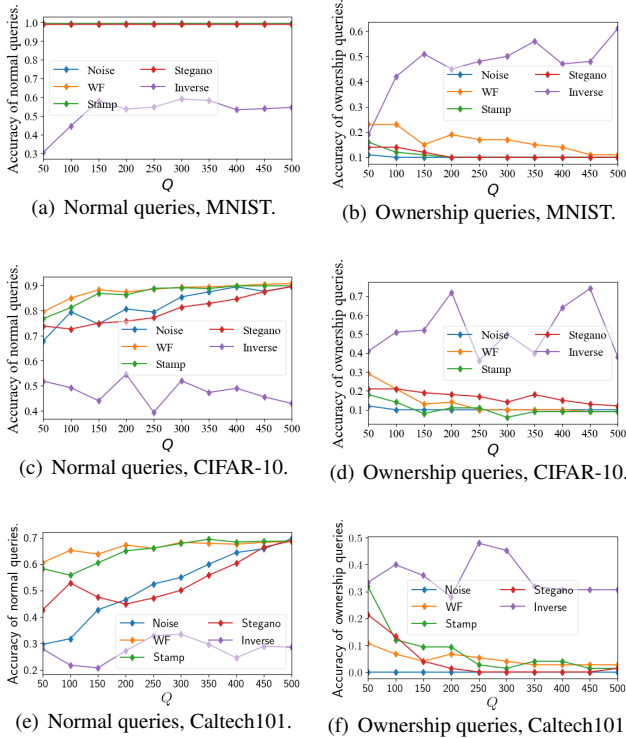 Accuracy of normal queries.
1.0
0.9
0.8
0.7
0.6
0.5
0.4
0.3
Noise
WF
Stamp
Stegano
Inverse
50 100 150 200 250 300 350 400 450 500
Q
(a) Normal queries, MNIST.
Accuracy of ownership queries.
0.6
0.5
0.4
0.3
0.2
0.1
Noise
WF
Stamp
Stegano
Inverse
50 100 150 200 250 300 350 400 450 500
Q
(b) Ownership queries, MNIST.
Accuracy of normal queries.
0.9
0.8
0.7
0.6
0.5
0.4
Noise
WF
Stamp
Stegano
Inverse
50 100 150 200 250 300 350 400 450 500
Q
(c) Normal queries, CIFAR-10.
Accuracy of ownership queries.
0.7
0.6
0.5
0.4
0.3
0.2
0.1
Noise
WF
Stamp
Stegano
Inverse
50 100 150 200 250 300 350 400 450 500
Q
(d) Ownership queries, CIFAR-10.
Accuracy of normal queries.
0.7
0.6
0.5
0.4
0.3
0.2
Noise
WF
Stamp
Stegano
Inverse
50 100 150 200 250 300 350 400 450 500
Q
(e) Normal queries, Caltech101.
Accuracy of ownership queries.
0.5
0.4
0.3
0.2
0.1
0.0
Noise
WF
Stamp
Stegano
Inverse
50 100 150 200 250 300 350 400 450 500
Q
(f) Ownership queries, Caltech101